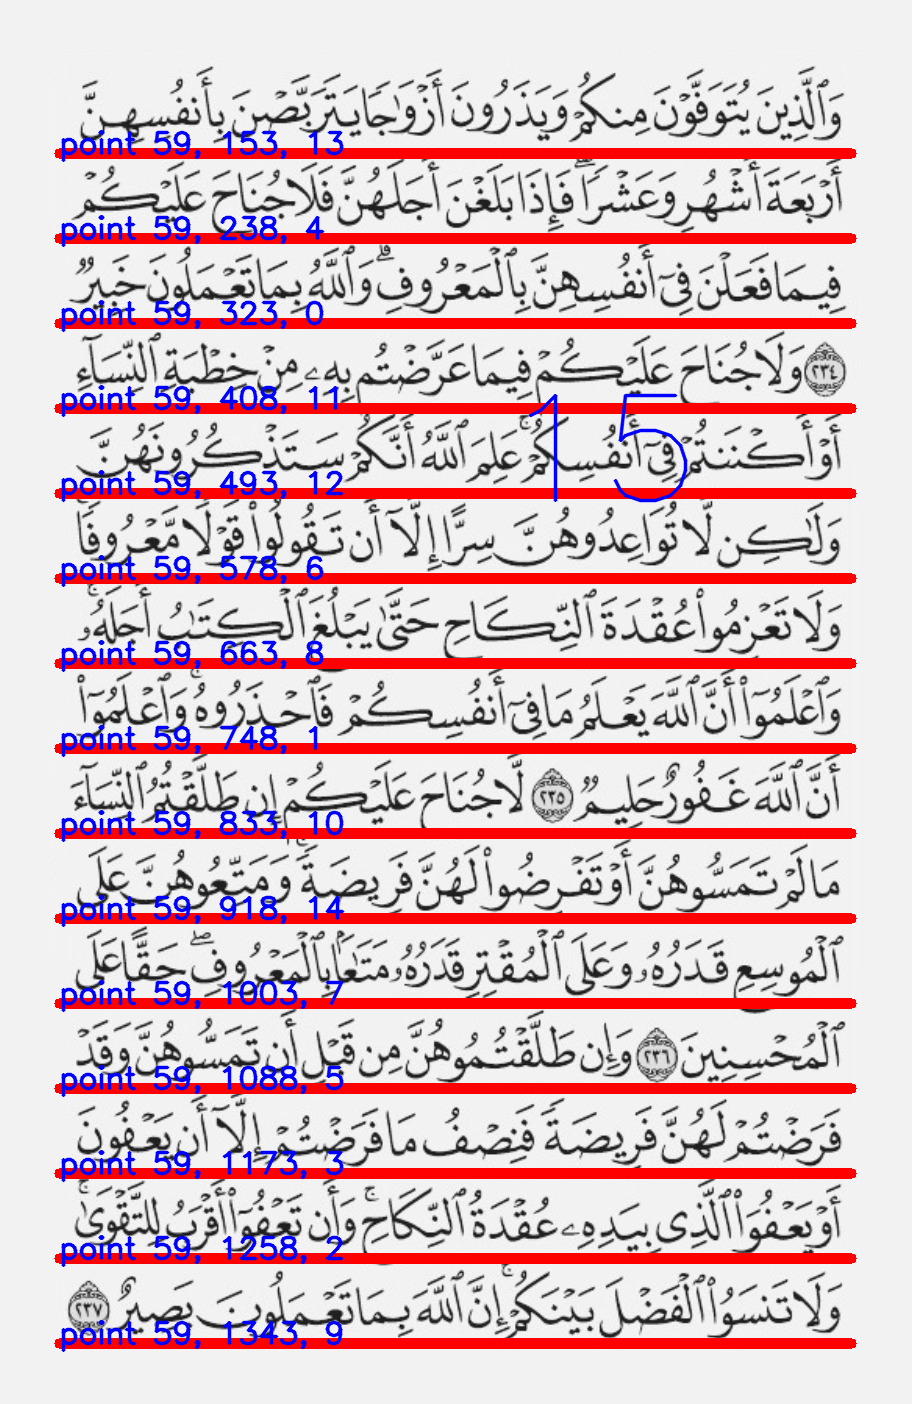 وَٱلَّذِينَ يُتَوَفَّوْنَ مِنكُمْ وَيَذَرُونَ أَزْوَٰجًا يَتَرَبَّصْنَ بِأَنفُسِهِنَّ
point 59, 153, 13
أَرْبَعَةَ أَشْهُرٍ وَعَشْرًا ۖ فَإِذَا بَلَغْنَ أَجَلَهُنَّ فَلَا جُنَاحَ عَلَيْكُمْ
point 59, 238, 4
فِيمَا فَعَلْنَ فِىٓ أَنفُسِهِنَّ بِٱلْمَعْرُوفِ ۗ وَٱللَّهُ بِمَا تَعْمَلُونَ خَبِيرٌ
point 59, 323, 0
٢٣٤ وَلَا جُنَاحَ عَلَيْكُمْ فِيمَا عَرَّضْتُم بِهِۦ مِنْ خِطْبَةِ ٱلنِّسَآءِ
point 59, 408, 11
15
أَوْ أَكْنَنتُمْ فِىٓ أَنفُسِكُمْ ۚ عَلِمَ ٱللَّهُ أَنَّكُمْ سَتَذْكُرُونَهُنَّ
point 59, 493, 12
وَلَٰكِن لَّا تُوَاعِدُوهُنَّ سِرًّا إِلَّآ أَن تَقُولُوا۟ قَوْلًا مَّعْرُوفًا ۚ
point 59, 578, 6
وَلَا تَعْزِمُوا۟ عُقْدَةَ ٱلنِّكَاحِ حَتَّىٰ يَبْلُغَ ٱلْكِتَٰبُ أَجَلَهُۥ ۚ
point 59, 663, 8
وَٱعْلَمُوٓا۟ أَنَّ ٱللَّهَ يَعْلَمُ مَا فِىٓ أَنفُسِكُمْ فَٱحْذَرُوهُ ۚ وَٱعْلَمُوٓا۟
point 59, 748, 1
أَنَّ ٱللَّهَ غَفُورٌ حَلِيمٌ ٢٣٥ لَّا جُنَاحَ عَلَيْكُمْ إِن طَلَّقْتُمُ ٱلنِّسَآءَ
point 59, 833, 10
مَا لَمْ تَمَسُّوهُنَّ أَوْ تَفْرِضُوا۟ لَهُنَّ فَرِيضَةً ۚ وَمَتِّعُوهُنَّ عَلَى
point 59, 918, 14
ٱلْمُوسِعِ قَدَرُهُۥ وَعَلَى ٱلْمُقْتِرِ قَدَرُهُۥ مَتَٰعًۢا بِٱلْمَعْرُوفِ ۖ حَقًّا عَلَى
point 59, 1003, 7
ٱلْمُحْسِنِينَ ٢٣٦ وَإِن طَلَّقْتُمُوهُنَّ مِن قَبْلِ أَن تَمَسُّوهُنَّ وَقَدْ
point 59, 1088, 5
فَرَضْتُمْ لَهُنَّ فَرِيضَةً فَنِصْفُ مَا فَرَضْتُمْ إِلَّآ أَن يَعْفُونَ
point 59, 1173, 3
أَوْ يَعْفُوَا۟ ٱلَّذِى بِيَدِهِۦ عُقْدَةُ ٱلنِّكَاحِ ۚ وَأَن تَعْفُوٓا۟ أَقْرَبُ لِلتَّقْوَىٰ ۚ
point 59, 1258, 2
وَلَا تَنسَوُا۟ ٱلْفَضْلَ بَيْنَكُمْ ۚ إِنَّ ٱللَّهَ بِمَا تَعْمَلُونَ بَصِيرٌ ٢٣٧
point 59, 1343, 9